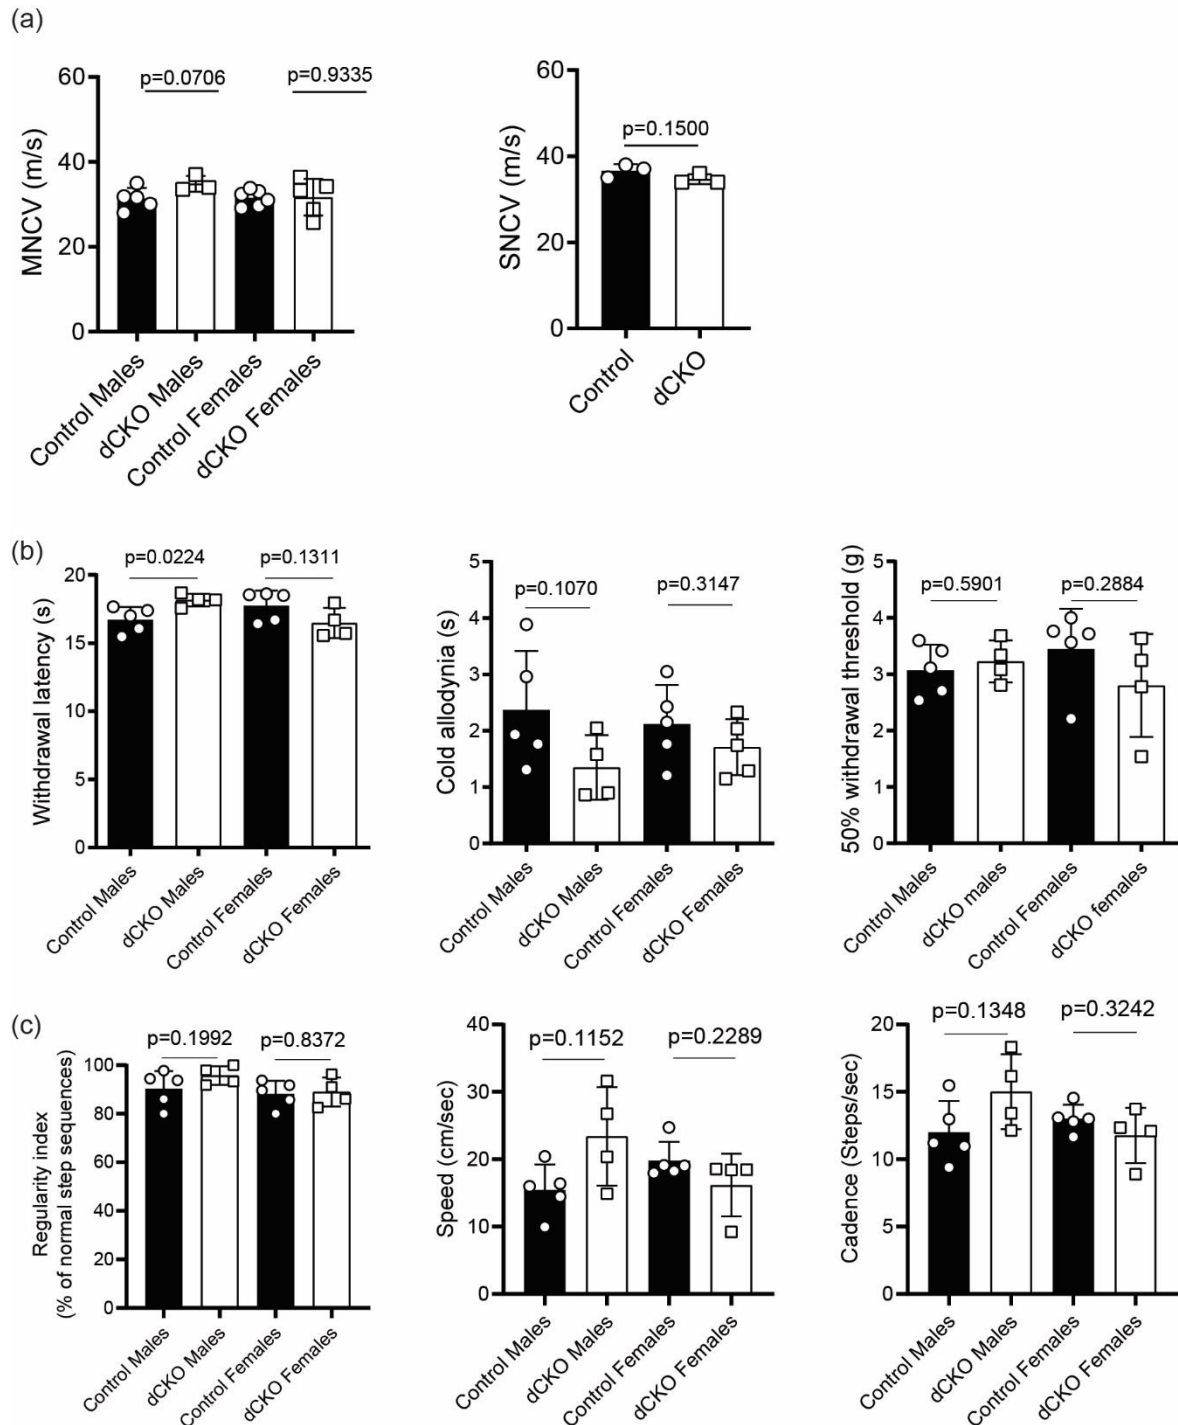 (a)
p=0.0706
p=0.9335
60
40
20
0
MNCV (m/s)
Control Males
dCKO Males
Control Females
dCKO Females
p=0.1500
60
40
20
0
SNCV (m/s)
Control
dCKO
(b)
p=0.0224
p=0.1311
20
15
10
5
0
Withdrawal latency (s)
Control Males
dCKO Males
Control Females
dCKO Females
p=0.1070
p=0.3147
5
4
3
2
1
0
Cold allodynia (s)
Control Males
dCKO Males
Control Females
dCKO Females
p=0.5901
p=0.2884
5
4
3
2
1
0
50% withdrawal threshold (g)
Control Males
dCKO males
Control Females
dCKO females
(c)
p=0.1992
p=0.8372
100
80
60
40
20
0
Regularity index
(% of normal step sequences)
Control Males
dCKO Males
Control Females
dCKO Females
p=0.1152
p=0.2289
40
30
20
10
0
Speed (cm/sec)
Control Males
dCKO Males
Control Females
dCKO Females
p=0.1348
p=0.3242
20
15
10
5
0
Cadence (Steps/sec)
Control Males
dCKO Males
Control Females
dCKO Females